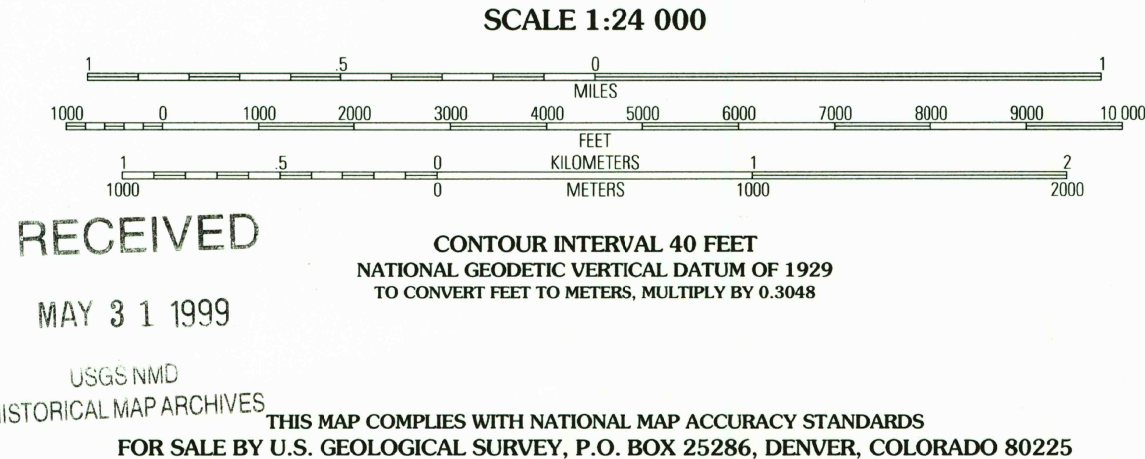 SCALE 1:24 000
1 .5 0 1
MILES
1000 0 1000 2000 3000 4000 5000 6000 7000 8000 9000 10 000
FEET
1 .5 0 KILOMETERS 1 2
1000 0 METERS 1000 2000
RECEIVED
MAY 3 1 1999
USGS NMD
HISTORICAL MAP ARCHIVES
CONTOUR INTERVAL 40 FEET
NATIONAL GEODETIC VERTICAL DATUM OF 1929
TO CONVERT FEET TO METERS, MULTIPLY BY 0.3048
THIS MAP COMPLIES WITH NATIONAL MAP ACCURACY STANDARDS
FOR SALE BY U.S. GEOLOGICAL SURVEY, P.O. BOX 25286, DENVER, COLORADO 80225